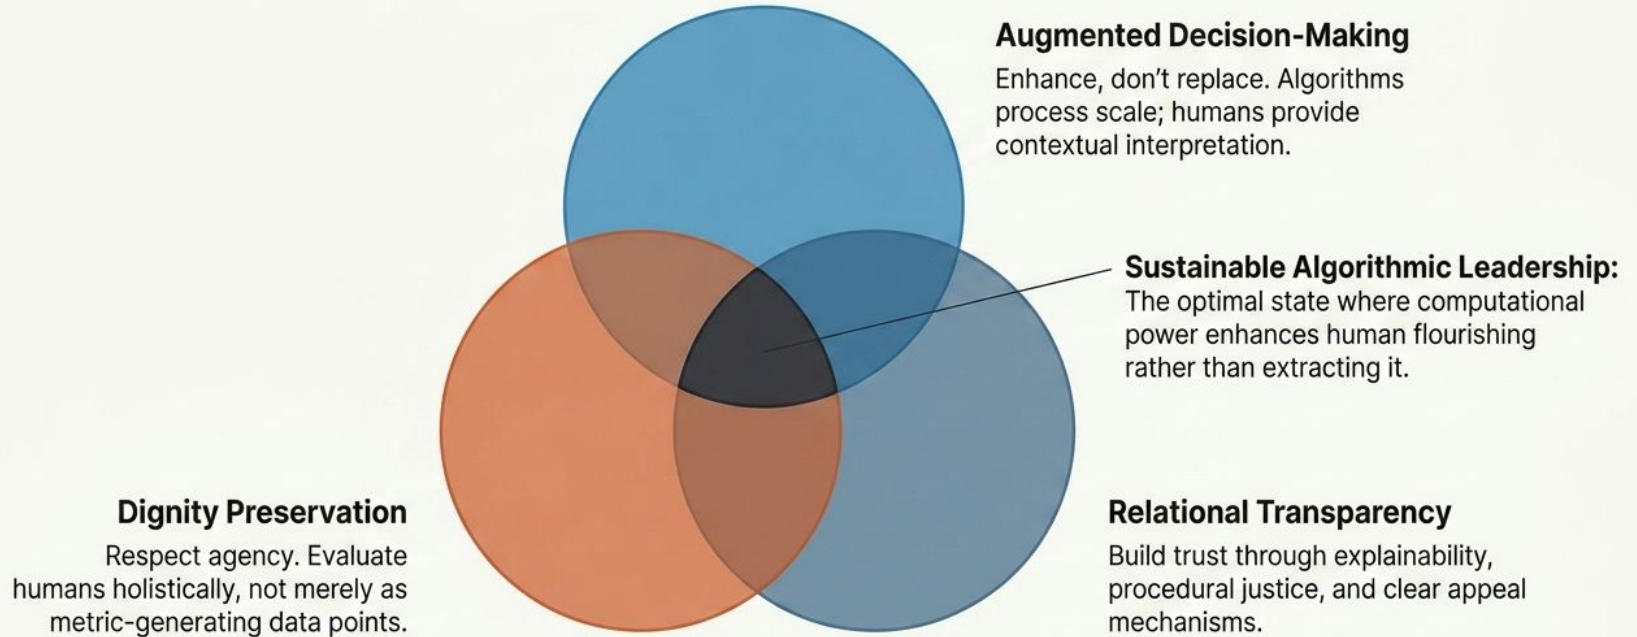 Augmented Decision-Making
Enhance, don't replace. Algorithms
process scale; humans provide
contextual interpretation.
Sustainable Algorithmic Leadership:
The optimal state where computational
power enhances human flourishing
rather than extracting it.
Dignity Preservation
Respect agency. Evaluate
humans holistically, not merely as
metric-generating data points.
Relational Transparency
Build trust through explainability,
procedural justice, and clear appeal
mechanisms.